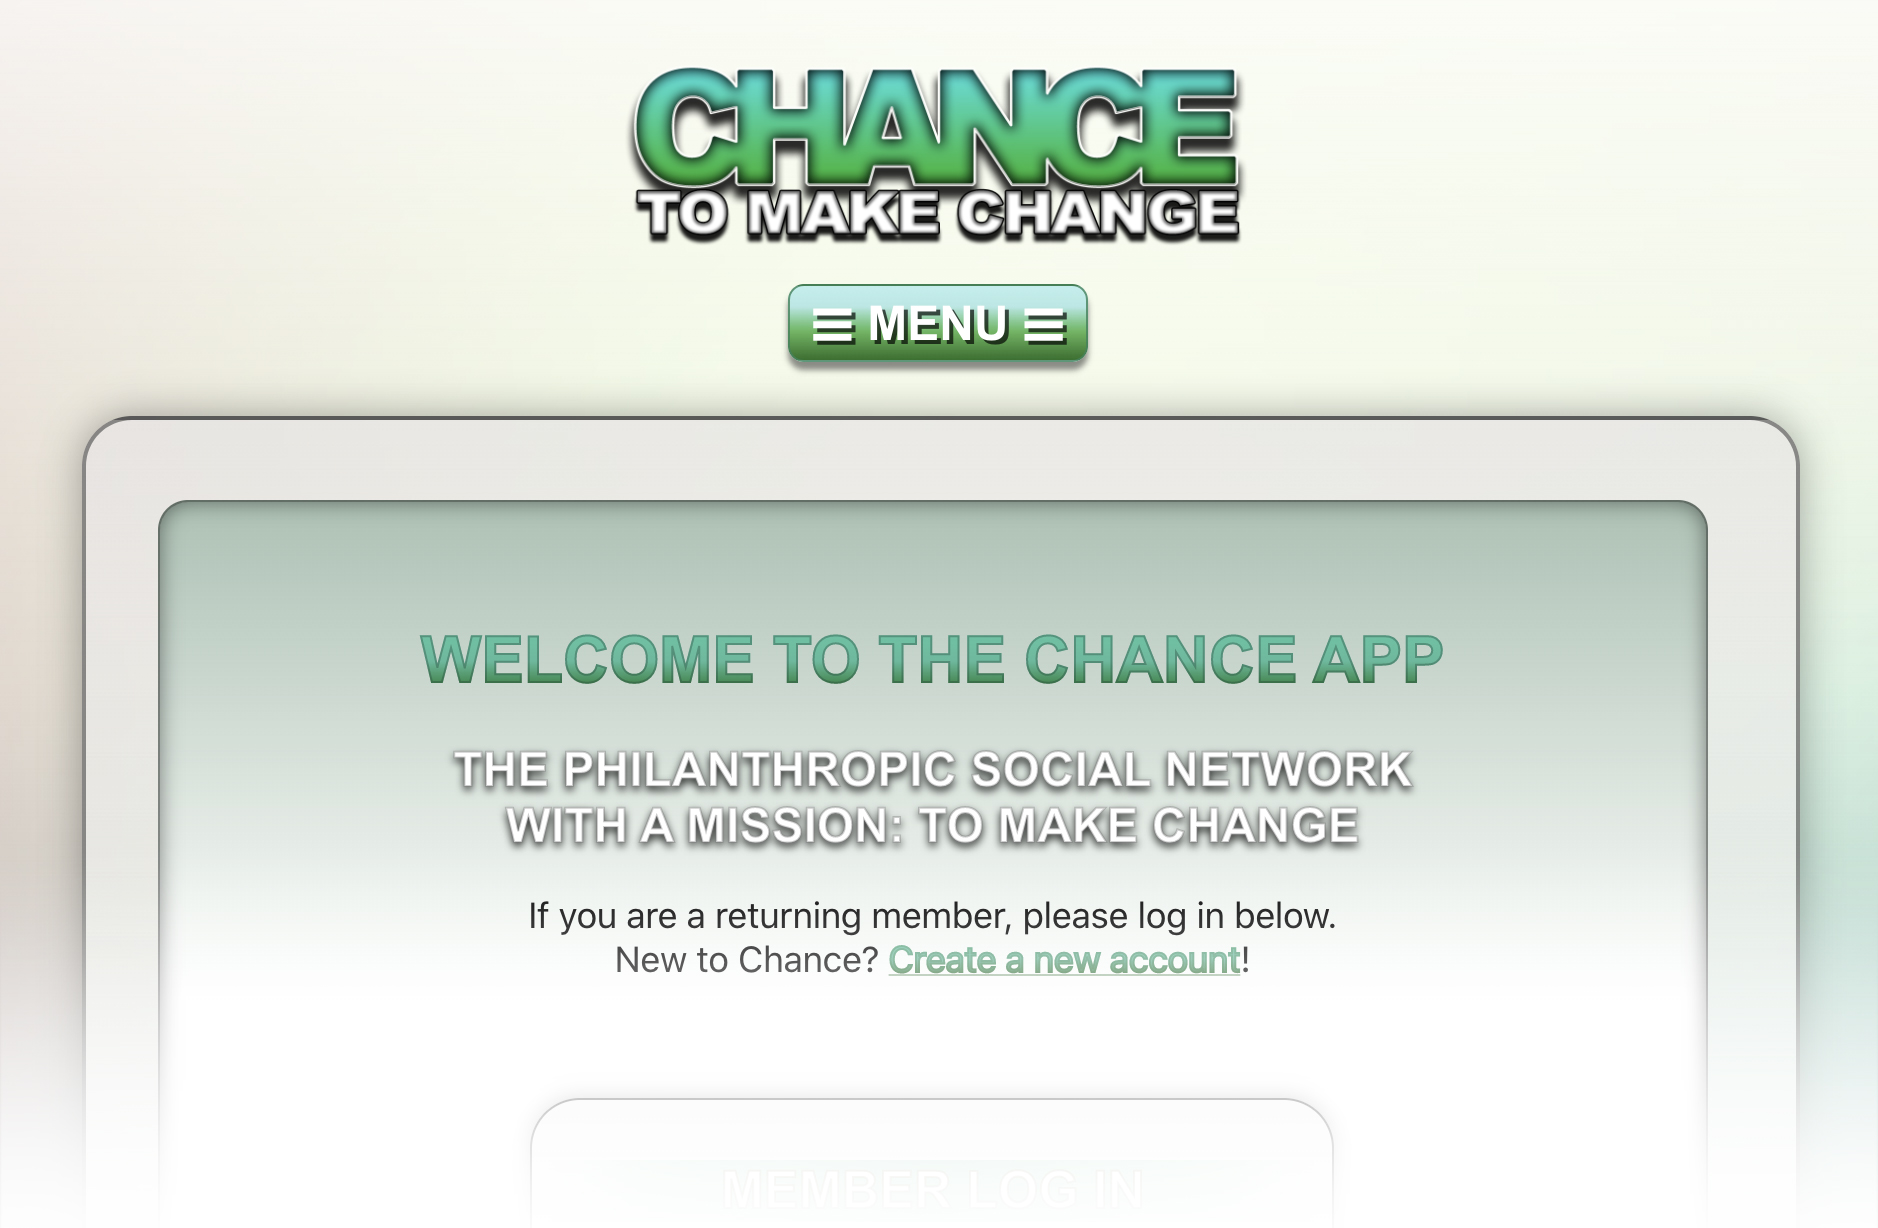 CHANCE
TO MAKE CHANGE
MENU
WELCOME TO THE CHANCE APP
THE PHILANTHROPIC SOCIAL NETWORK
WITH A MISSION: TO MAKE CHANGE
If you are a returning member, please log in below.
New to Chance? Create a new account!
MEMBER LOG IN